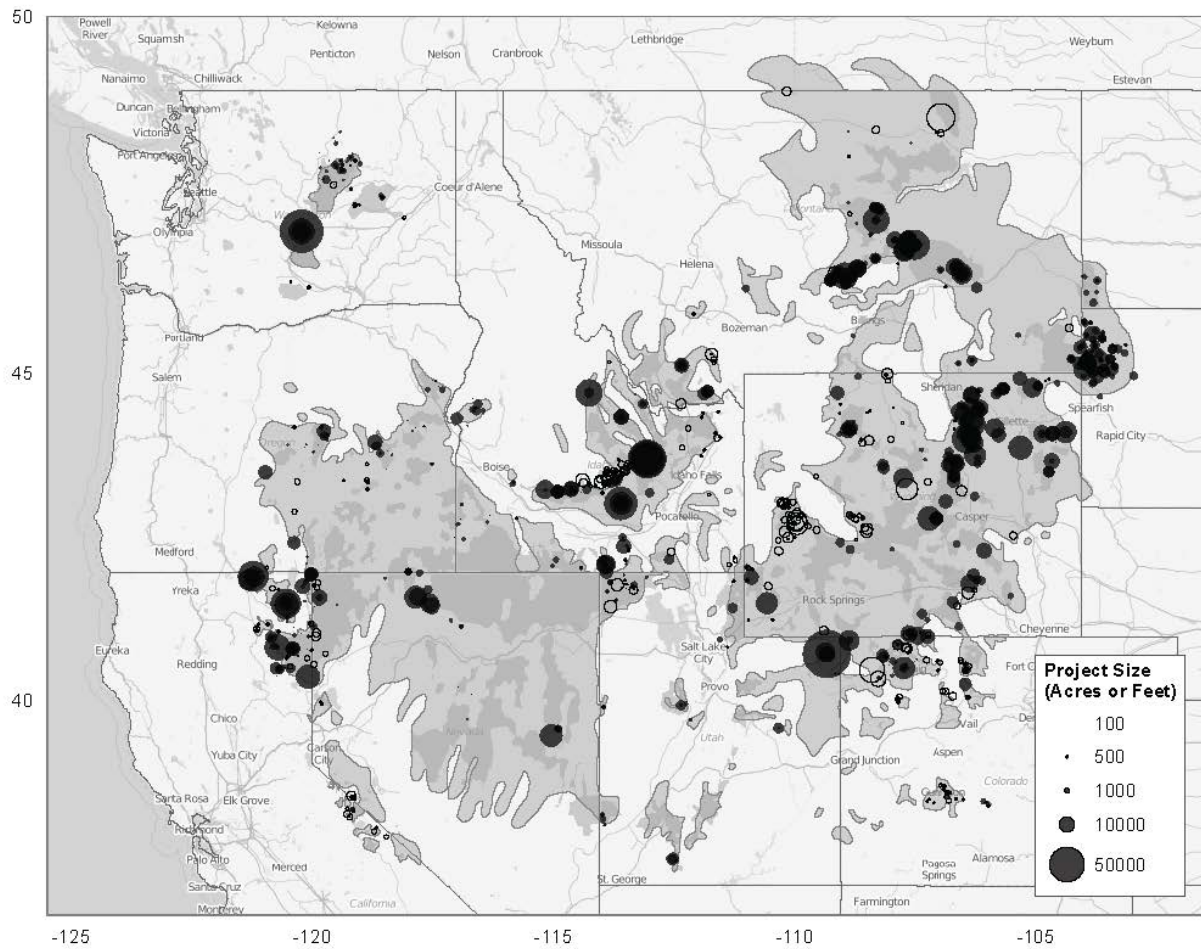 50
Powell
River
Squamsh
Kelowna
Penticton
Nelson
Cranbrook
Lethbridge
Weyburn
Estevan
Nanaimo
Chilliwack
Duncan
Bellingham
Victoria
Port Angeles
Seattle
Coeur d'Alene
Olympia
Missoula
Helena
Portland
Bozeman
Billings
45
Salem
Sheridan
Spearfish
Rapid City
Boise
Idaho Falls
Pocatello
Casper
Medford
Yreka
Rock Springs
Cheyenne
Eureka
Redding
Salt Lake
City
Fort C
40
Provo
Chico
Vail
De
Yuba City
Carson
City
Utah
Grand Junction
Aspen
Colorado
Santa Rosa
Elk Grove
Richmond
Palo Alto
Merced
Santa Cruz
Monterey
California
St. George
Pagosa
Springs
Alamosa
Farmington
Project Size
(Acres or Feet)
100
500
1000
10000
50000
-125
-120
-115
-110
-105